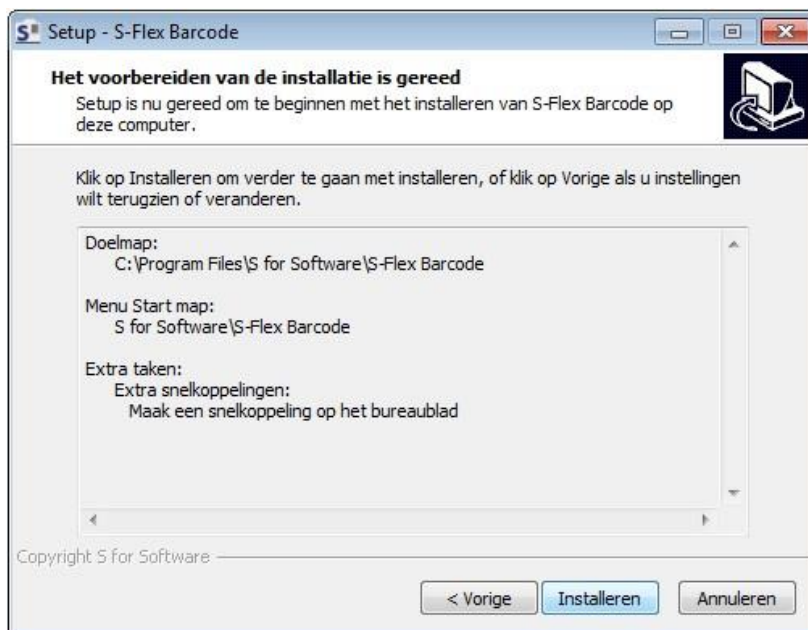 Setup - S-Flex Barcode
Het voorbereiden van de installatie is gereed
Setup is nu gereed om te beginnen met het installeren van S-Flex Barcode op
deze computer.
Klik op Installeren om verder te gaan met installeren, of klik op Vorige als u instellingen
wilt terugzien of veranderen.
Doelmap:
C:\Program Files\S for Software\S-Flex Barcode
Menu Start map:
S for Software\S-Flex Barcode
Extra taken:
Extra snelkoppelingen:
Maak een snelkoppeling op het bureaublad
Copyright S for Software
< Vorige
Installeren
Annuleren